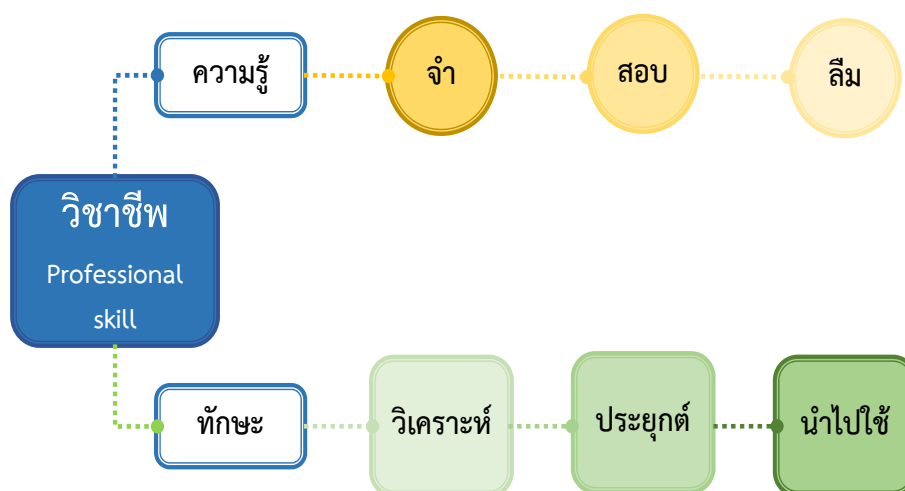 ความรู้
จำ
สอบ
ลืม
วิชาชีพ
Professional
skill
ทักษะ
วิเคราะห์
ประยุกต์
นำไปใช้